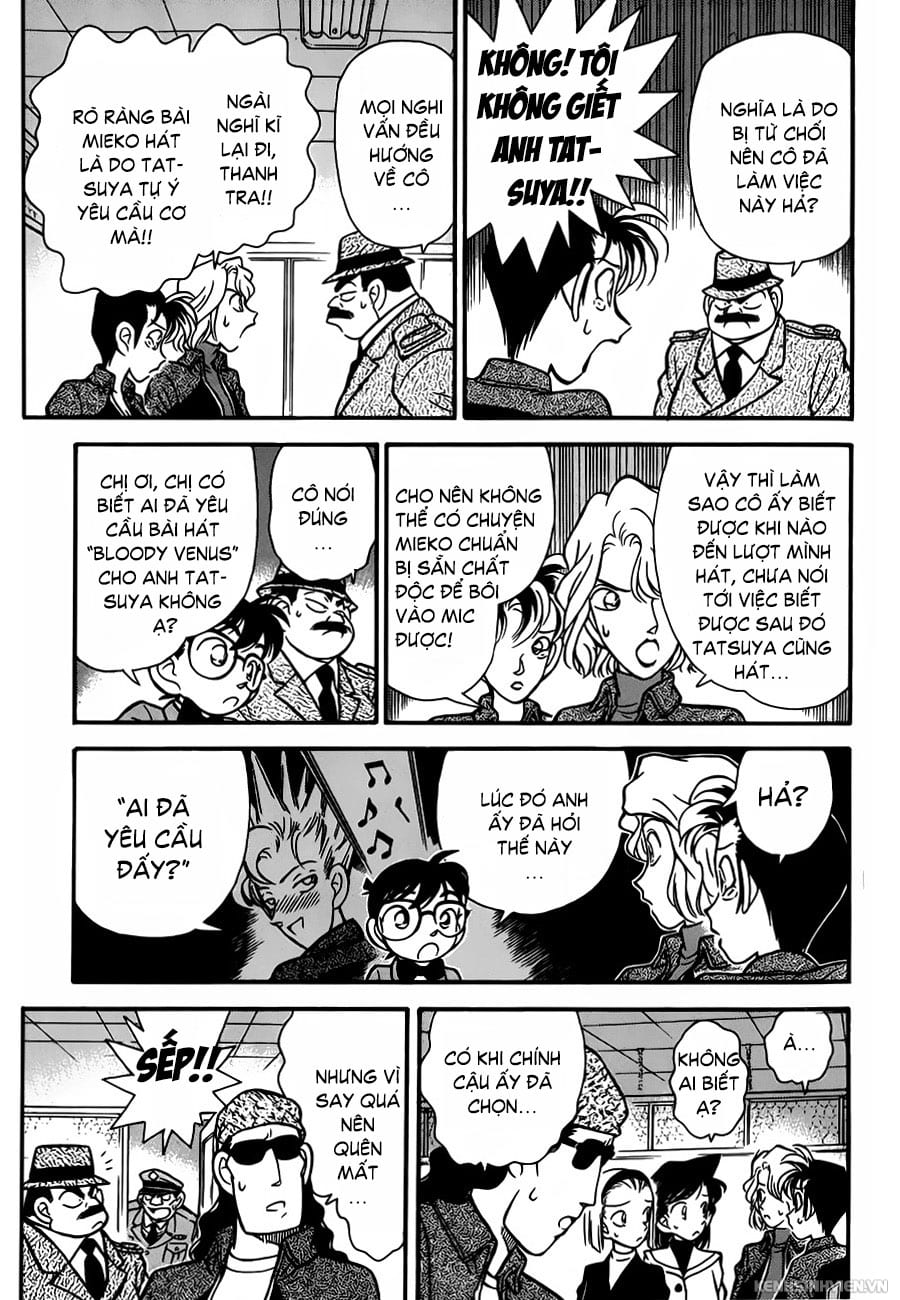 NGHĨA LÀ DO
BỊ TỪ CHỐI
NÊN CÔ ĐÃ
LÀM VIỆC
NÀY HẢ?
KHÔNG! TÔI
KHÔNG GIẾT
ANH TAT-
SUYA!!
MỌI NGHI
VẤN ĐỀU
HƯỚNG
VỀ CÔ
...
NGÀI
NGHĨ KĨ
LẠI ĐI,
THANH
TRA!!
RÕ RÀNG BÀI
MIEKO HÁT
LÀ DO TAT-
SUYA TỰ Ý
YÊU CẦU CƠ
MÀ!!
VẬY THÌ LÀM
SAO CÔ ẤY BIẾT
ĐƯỢC KHI NÀO
ĐẾN LƯỢT MÌNH
HÁT, CHƯA NÓI
TỚI VIỆC BIẾT
ĐƯỢC SAU ĐÓ
TATSUYA CŨNG
HÁT...
CHO NÊN KHÔNG
THỂ CÓ CHUYỆN
MIEKO CHUẨN
BỊ SẴN CHẤT
ĐỘC ĐỂ BÔI
VÀO MIC
ĐƯỢC!
CÔ NÓI
ĐÚNG
...
CHỊ ƠI, CHỊ CÓ
BIẾT AI ĐÃ YÊU
CẦU BÀI HÁT
“BLOODY VENUS”
CHO ANH TAT-
SUYA KHÔNG
Ạ?
HẢ?
LÚC ĐÓ ANH
ẤY ĐÃ HỎI
THẾ NÀY
...
“AI ĐÃ
YÊU CẦU
ĐẤY?”
À...
KHÔNG
AI BIẾT
Ạ?
CÓ KHI CHÍNH
CẬU ẤY ĐÃ
CHỌN...
NHƯNG VÌ
SAY QUÁ
NÊN
QUÊN
MẤT
...
SẾP!!
KENHSINHVIEN.VN